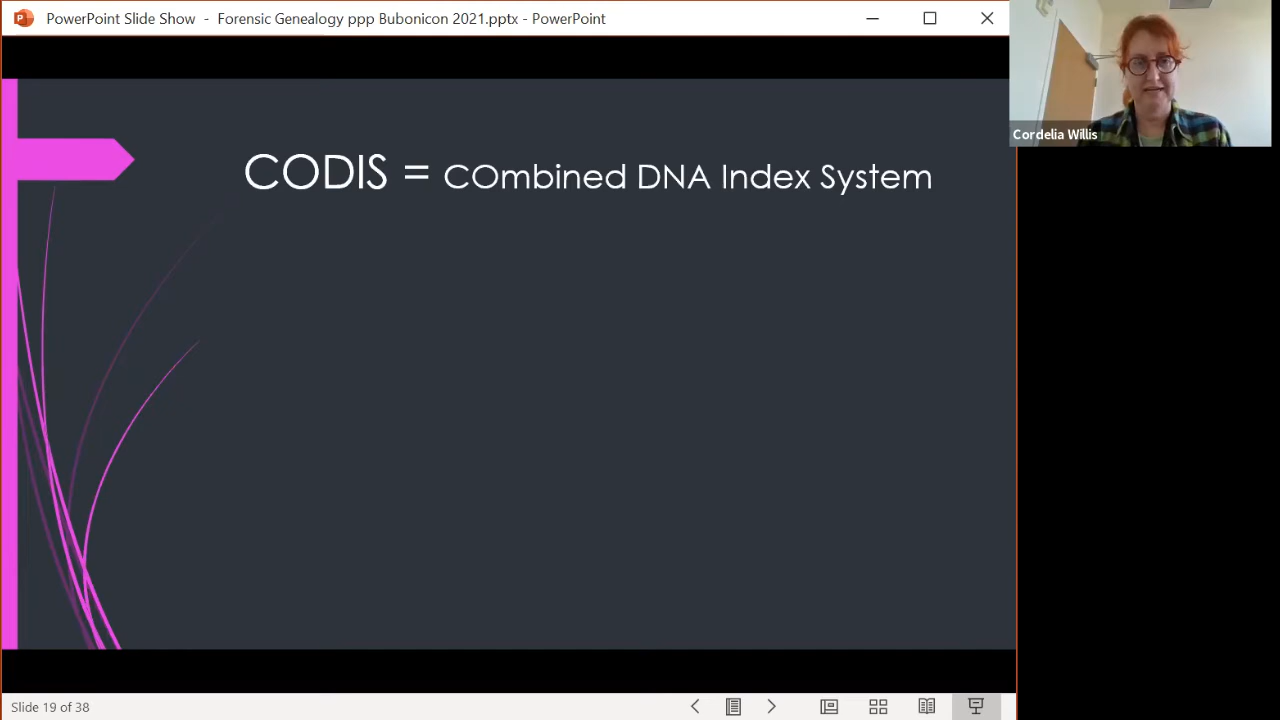 PowerPoint Slide Show - Forensic Genealogy ppp Bubonicon 2021.pptx - PowerPoint
Cordelia Willis
CODIS = COmbined DNA Index System
Slide 19 of 38